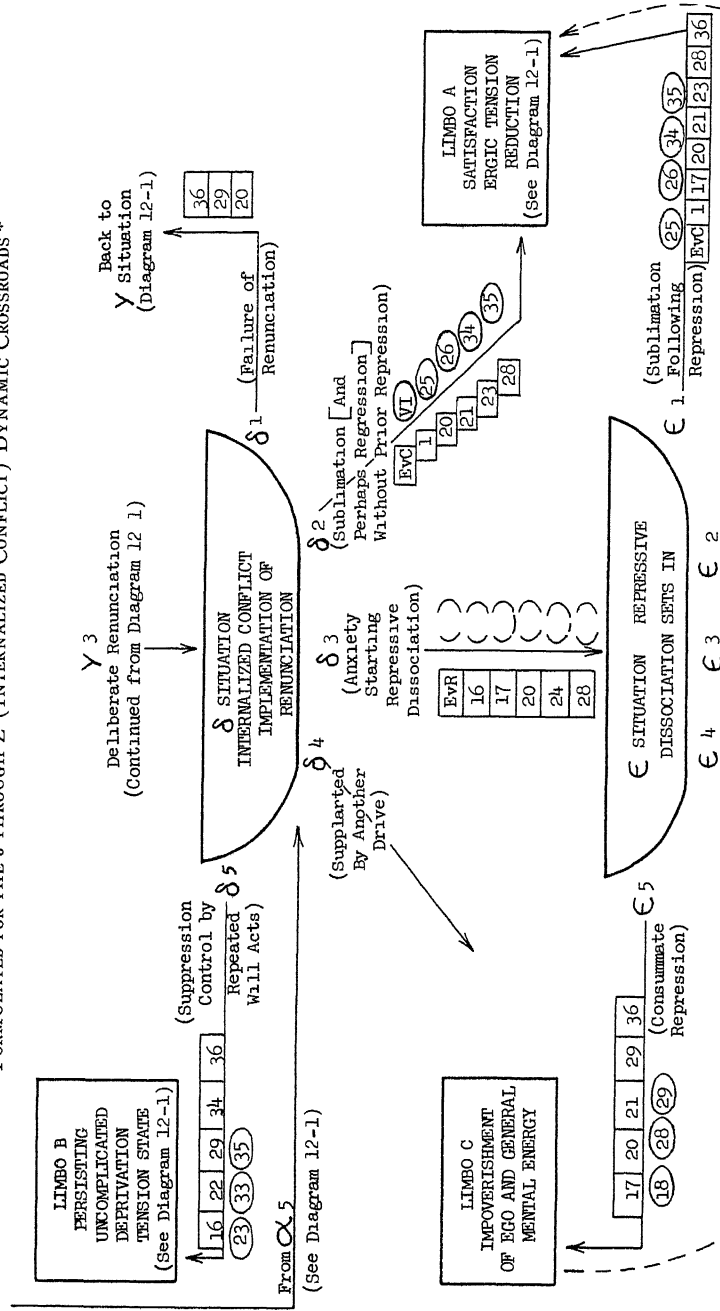 FORMULATED FOR THE δ THROUGH Z (INTERNALIZED CONFLICT) DYNAMIC CROSSROADS *
γ 3
Deliberate Renunciation
(Continued from Diagram 12 1)
Back to
γ Situation
(Diagram 12-1)
36
29
20
LIMBO B
PERSISTING
UNCOMPLICATED
DEPRIVATION
TENSION STATE
(See Diagram 12-1)
(Suppression
Control by
Repeated
Will Acts)
16 22 29 34 36
23 33 35
δ 5
δ SITUATION
INTERNALIZED CONFLICT
IMPLEMENTATION OF
RENUNCIATION
δ 1
(Failure of
Renunciation)
From α 5
(See Diagram 12-1)
δ 4
(Supplarted
By Another
Drive)
δ 3
(Anxiety
Starting
Repressive
Dissociation)
EvR
16
17
20
24
28
δ 2
(Sublimation [And
Perhaps Regression]
Without Prior Repression)
EvC
1
20
21
23
28
VI
25
26
34
35
LIMBO A
SATISFACTION
ERGIC TENSION
REDUCTION
(See Diagram 12-1)
LIMBO C
IMPOVERISHMENT
OF EGO AND GENERAL
MENTAL ENERGY
17 20 21 29 36
18 28 29
(Consummate
Repression)
ϵ 5
ϵ SITUATION REPRESSIVE
DISSOCIATION SETS IN
ϵ 1
(Sublimation
Following
Repression)
25 26 34 35
EvC 1 17 20 21 23 28 36
ϵ 4
ϵ 3
ϵ 2